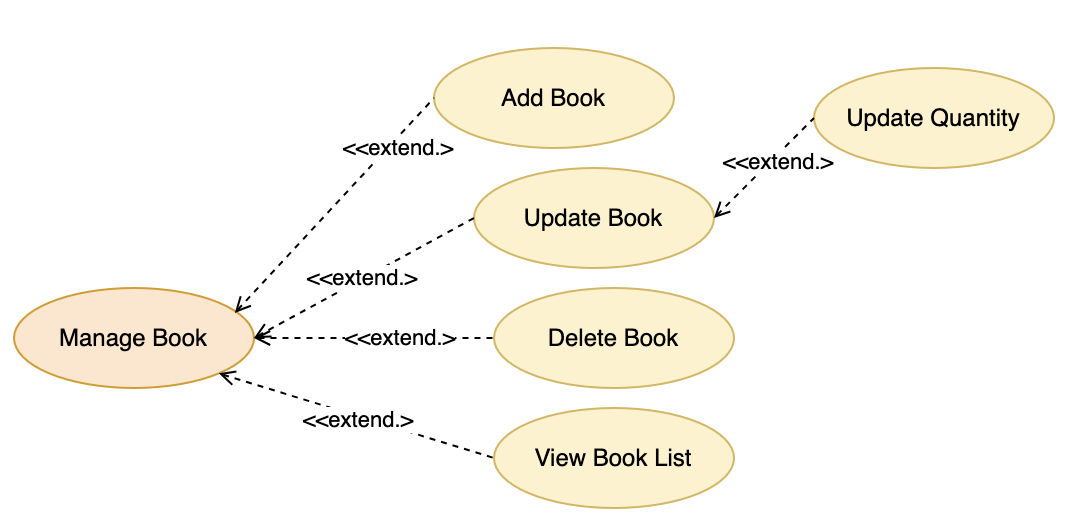 Add Book
Update Quantity
<<extend.>
<<extend.>
Update Book
<<extend.>
Manage Book
<<extend.>
Delete Book
<<extend.>
View Book List